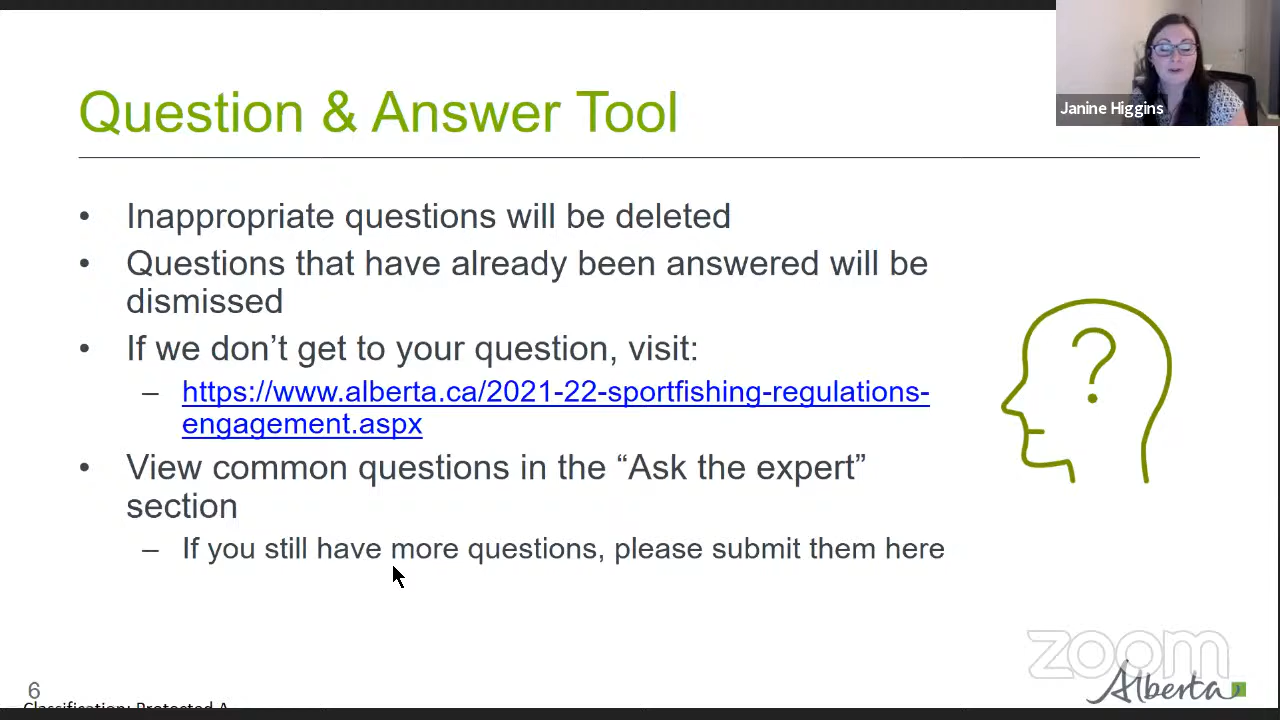 Question & Answer Tool
Janine Higgins
• Inappropriate questions will be deleted
• Questions that have already been answered will be
dismissed
• If we don’t get to your question, visit:
– https://www.alberta.ca/2021-22-sportfishing-regulations-
engagement.aspx
• View common questions in the “Ask the expert”
section
– If you still have more questions, please submit them here
?
zoom
Alberta
6
Classification: Protected A